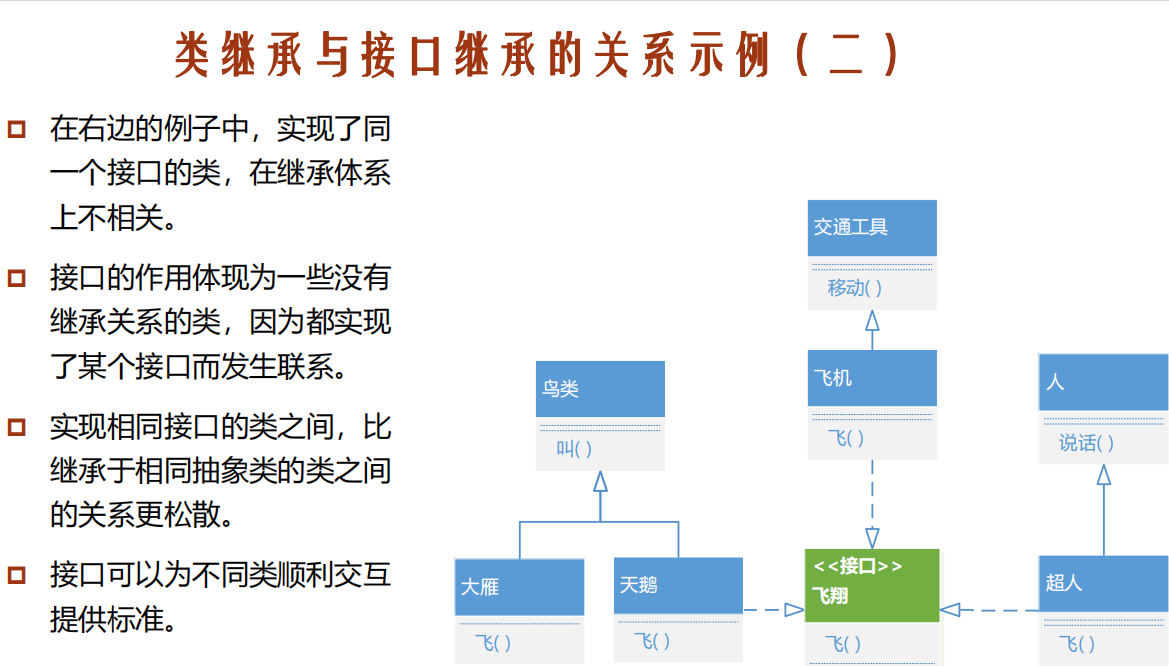 类继承与接口继承的关系示例（二）
在右边的例子中，实现了同
一个接口的类，在继承体系
上不相关。
接口的作用体现为一些没有
继承关系的类，因为都实现
了某个接口而发生联系。
实现相同接口的类之间，比
继承于相同抽象类的类之间
的关系更松散。
接口可以为不同类顺利交互
提供标准。
交通工具
移动( )
鸟类
叫( )
飞机
飞( )
人
说话( )
大雁
飞( )
天鹅
飞( )
<<接口>>
飞翔
飞( )
超人
飞( )